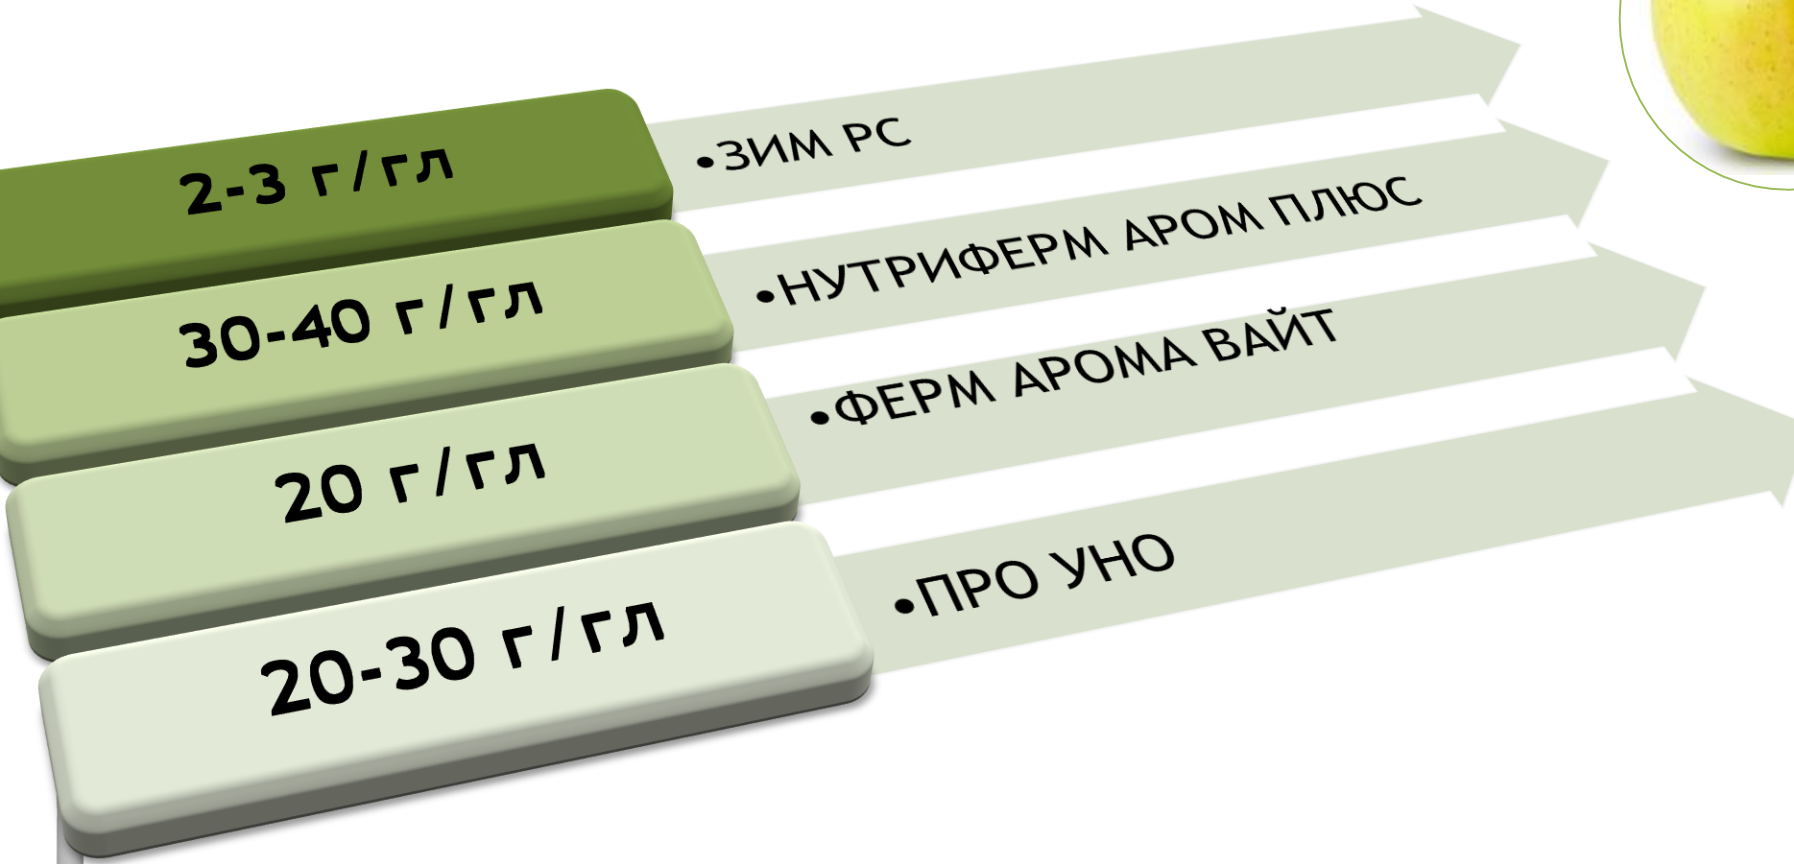 2-3 г/гл
•ЗИМ РС
30-40 г/гл
•НУТРИФЕРМ АРОМ ПЛЮС
20 г/гл
•ФЕРМ АРОМА ВАЙТ
20-30 г/гл
•ПРО УНО